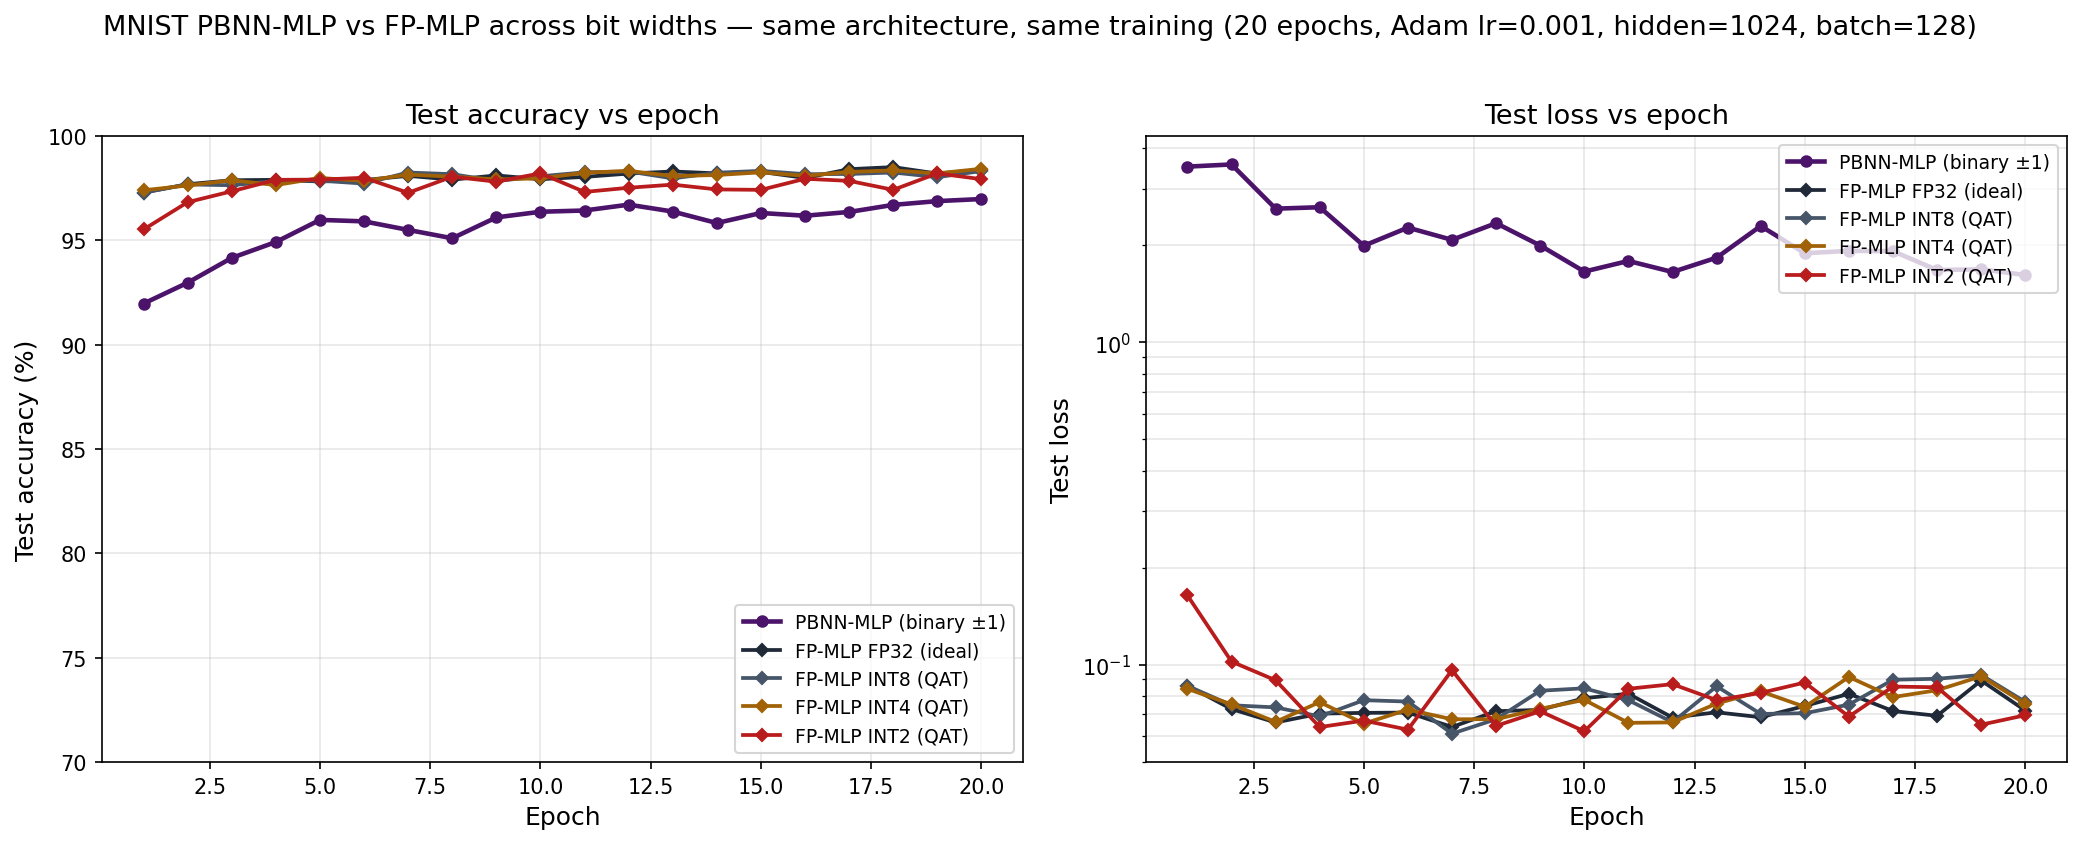 MNIST PBNN-MLP vs FP-MLP across bit widths — same architecture, same training (20 epochs, Adam lr=0.001, hidden=1024, batch=128)
Test accuracy vs epoch
100
95
90
85
80
75
70
Test accuracy (%)
2.5 5.0 7.5 10.0 12.5 15.0 17.5 20.0
Epoch
PBNN-MLP (binary ±1)
FP-MLP FP32 (ideal)
FP-MLP INT8 (QAT)
FP-MLP INT4 (QAT)
FP-MLP INT2 (QAT)
Test loss vs epoch
10⁰
10⁻¹
Test loss
2.5 5.0 7.5 10.0 12.5 15.0 17.5 20.0
Epoch
PBNN-MLP (binary ±1)
FP-MLP FP32 (ideal)
FP-MLP INT8 (QAT)
FP-MLP INT4 (QAT)
FP-MLP INT2 (QAT)